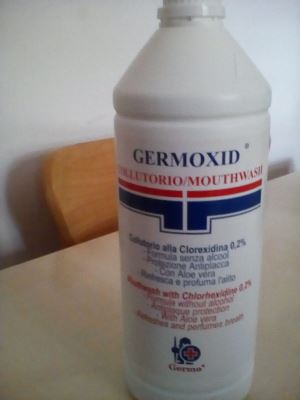 GERMOXID ®
COLLUTORIO/MOUTHWASH
Collutorio alla Clorexidina 0,2%
- Formula senza alcool
- Protezione Antiplacca
- Con Aloe vera
- Rinfresca e profuma l'alito
Mouthwash with Chlorhexidine 0.2%
- Formula without alcohol
- Antiplaque protection
- With Aloe vera
- Refreshes and perfumes breath
Germo®